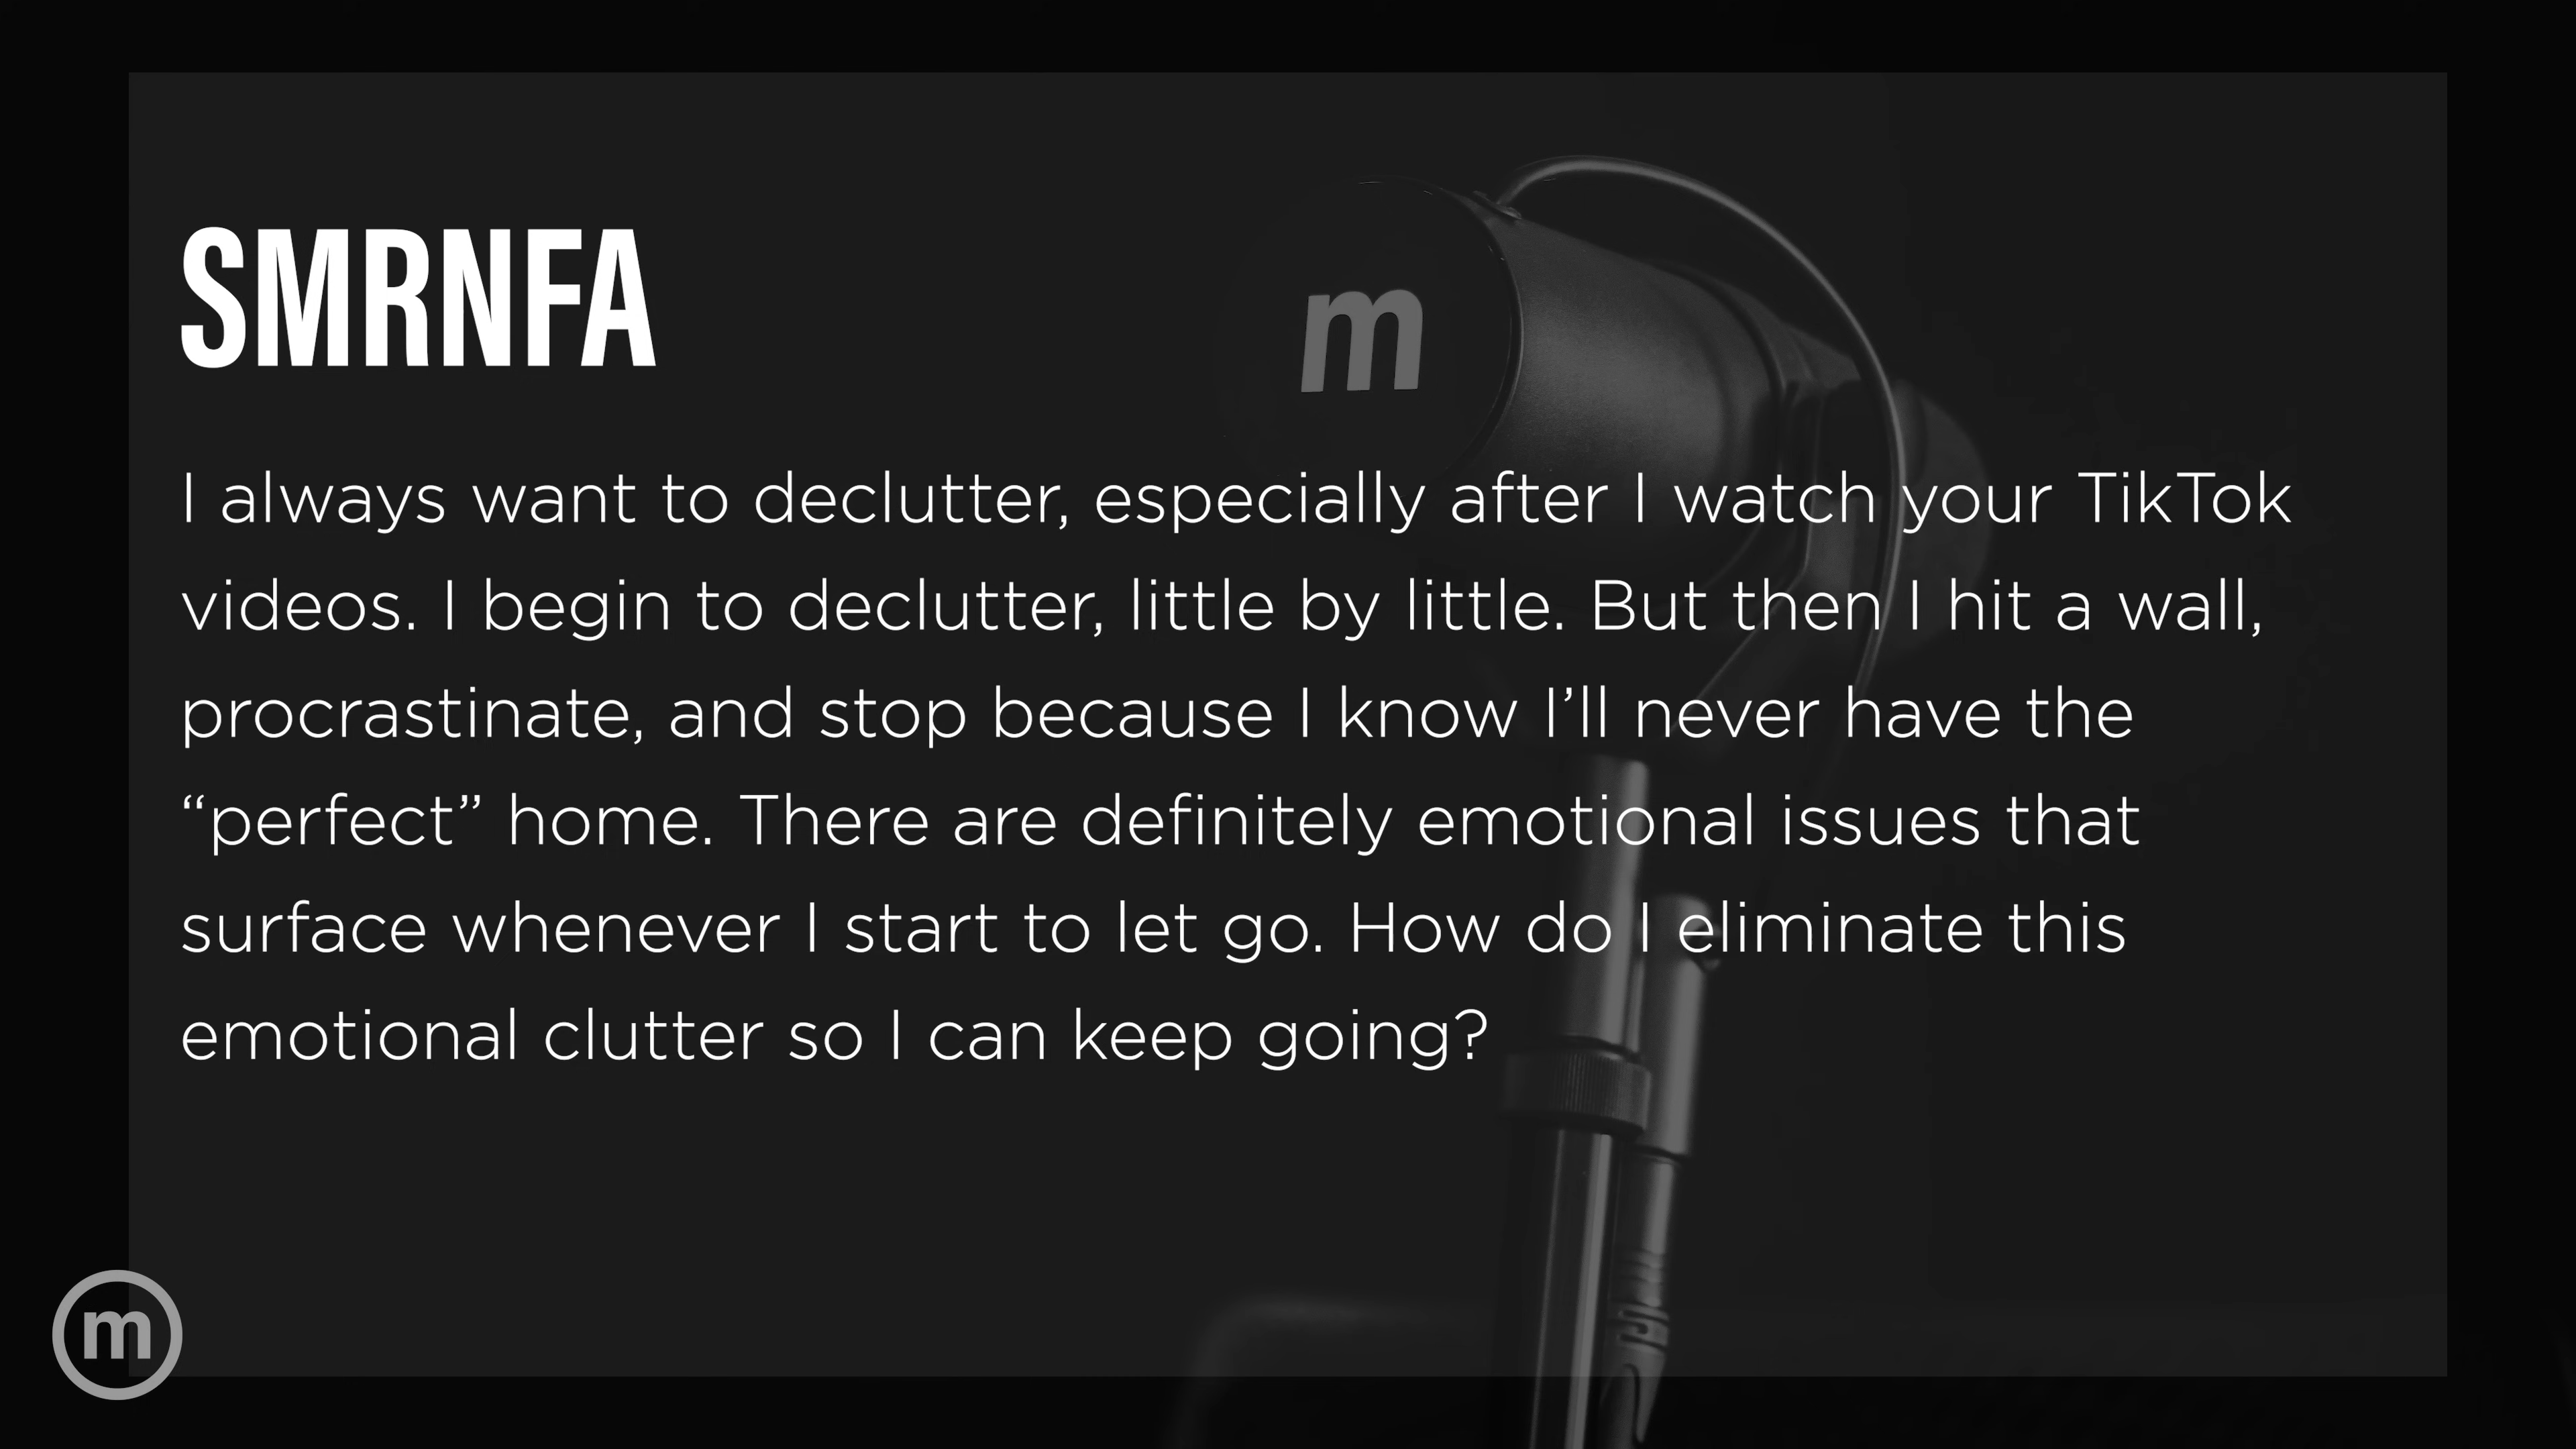 SMRNFA
m
I always want to declutter, especially after I watch your TikTok
videos. I begin to declutter, little by little. But then I hit a wall,
procrastinate, and stop because I know I’ll never have the
“perfect” home. There are definitely emotional issues that
surface whenever I start to let go. How do I eliminate this
emotional clutter so I can keep going?
m